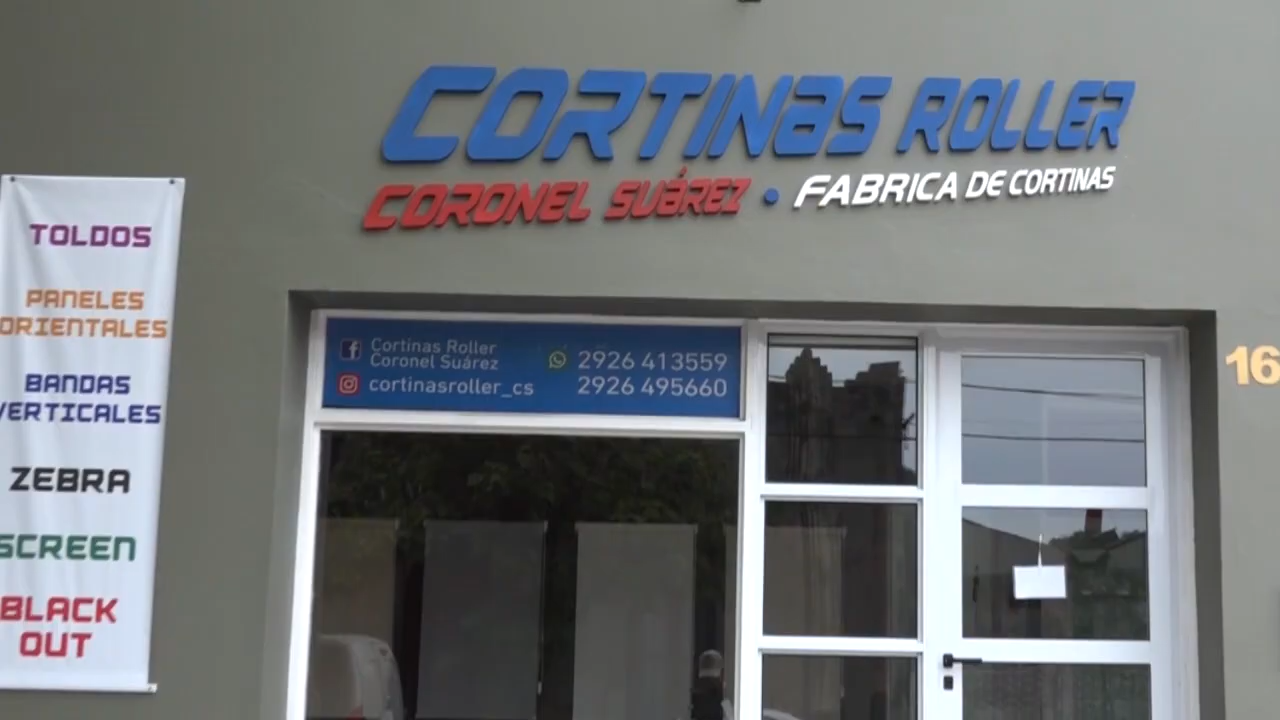 CORTINAS ROLLER
CORONEL SUÁREZ • FABRICA DE CORTINAS
TOLDOS
PANELES
ORIENTALES
BANDAS
VERTICALES
ZEBRA
SCREEN
BLACK
OUT
Cortinas Roller
Coronel Suárez
cortinasroller_cs
2926 413559
2926 495660
16